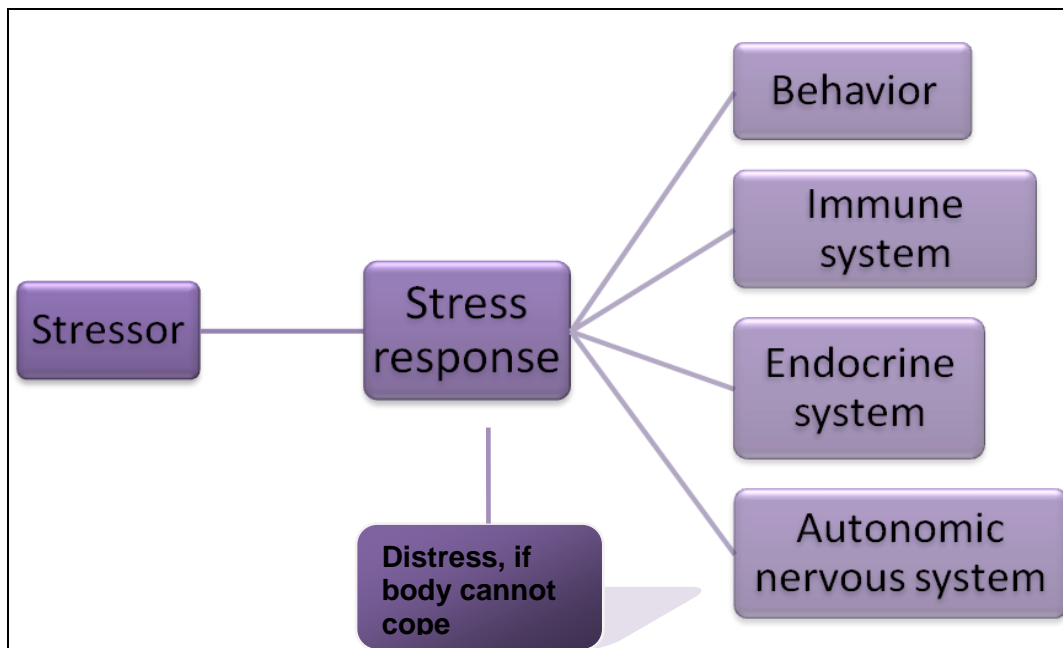 Stressor
Stress
response
Behavior
Immune
system
Endocrine
system
Autonomic
nervous system
Distress, if
body cannot
cope